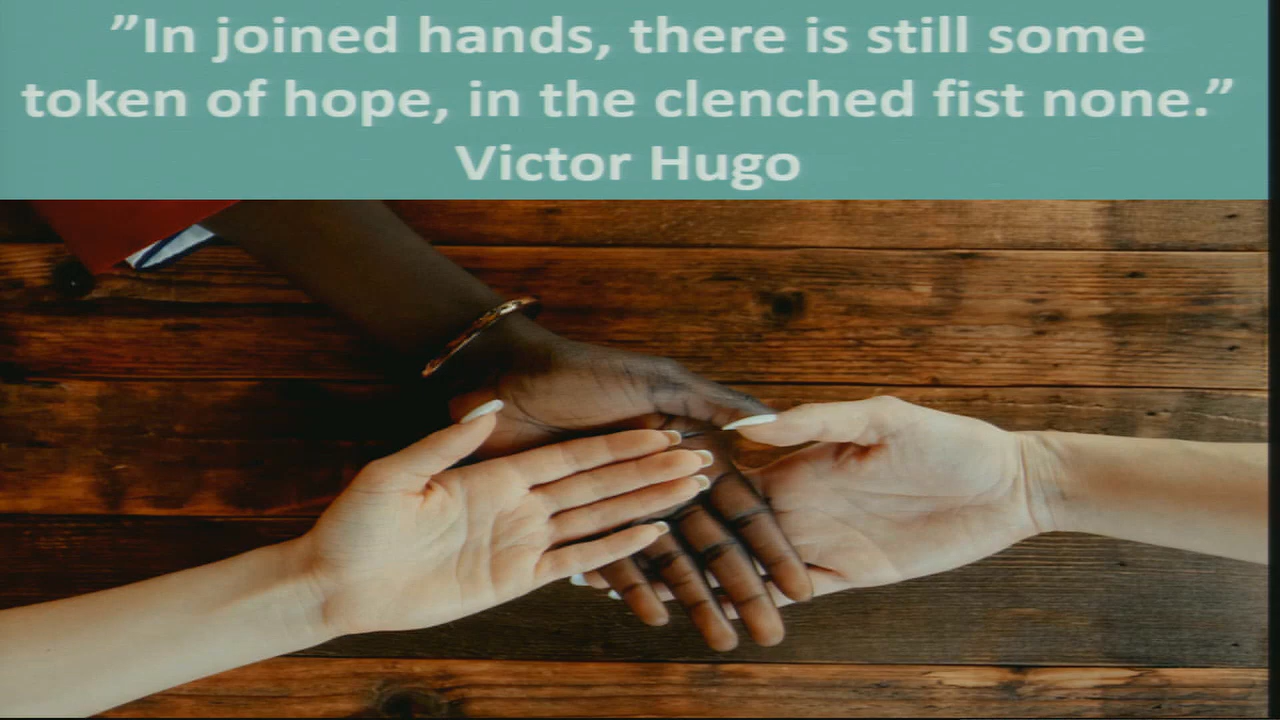 ”In joined hands, there is still some
token of hope, in the clenched fist none.”
Victor Hugo